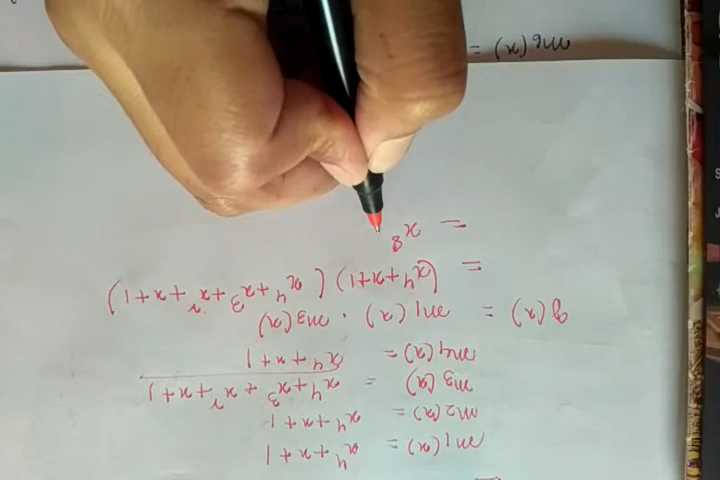 m1(x) = x⁴+x+1
m2(x) = x⁴+x+1
m3(x) = x⁴+x³+x²+x+1
m4(x) = x⁴+x+1
g(x) = m1(x) . m3(x)
= (x⁴+x+1) (x⁴+x³+x²+x+1)
= x⁸
m6(x) =